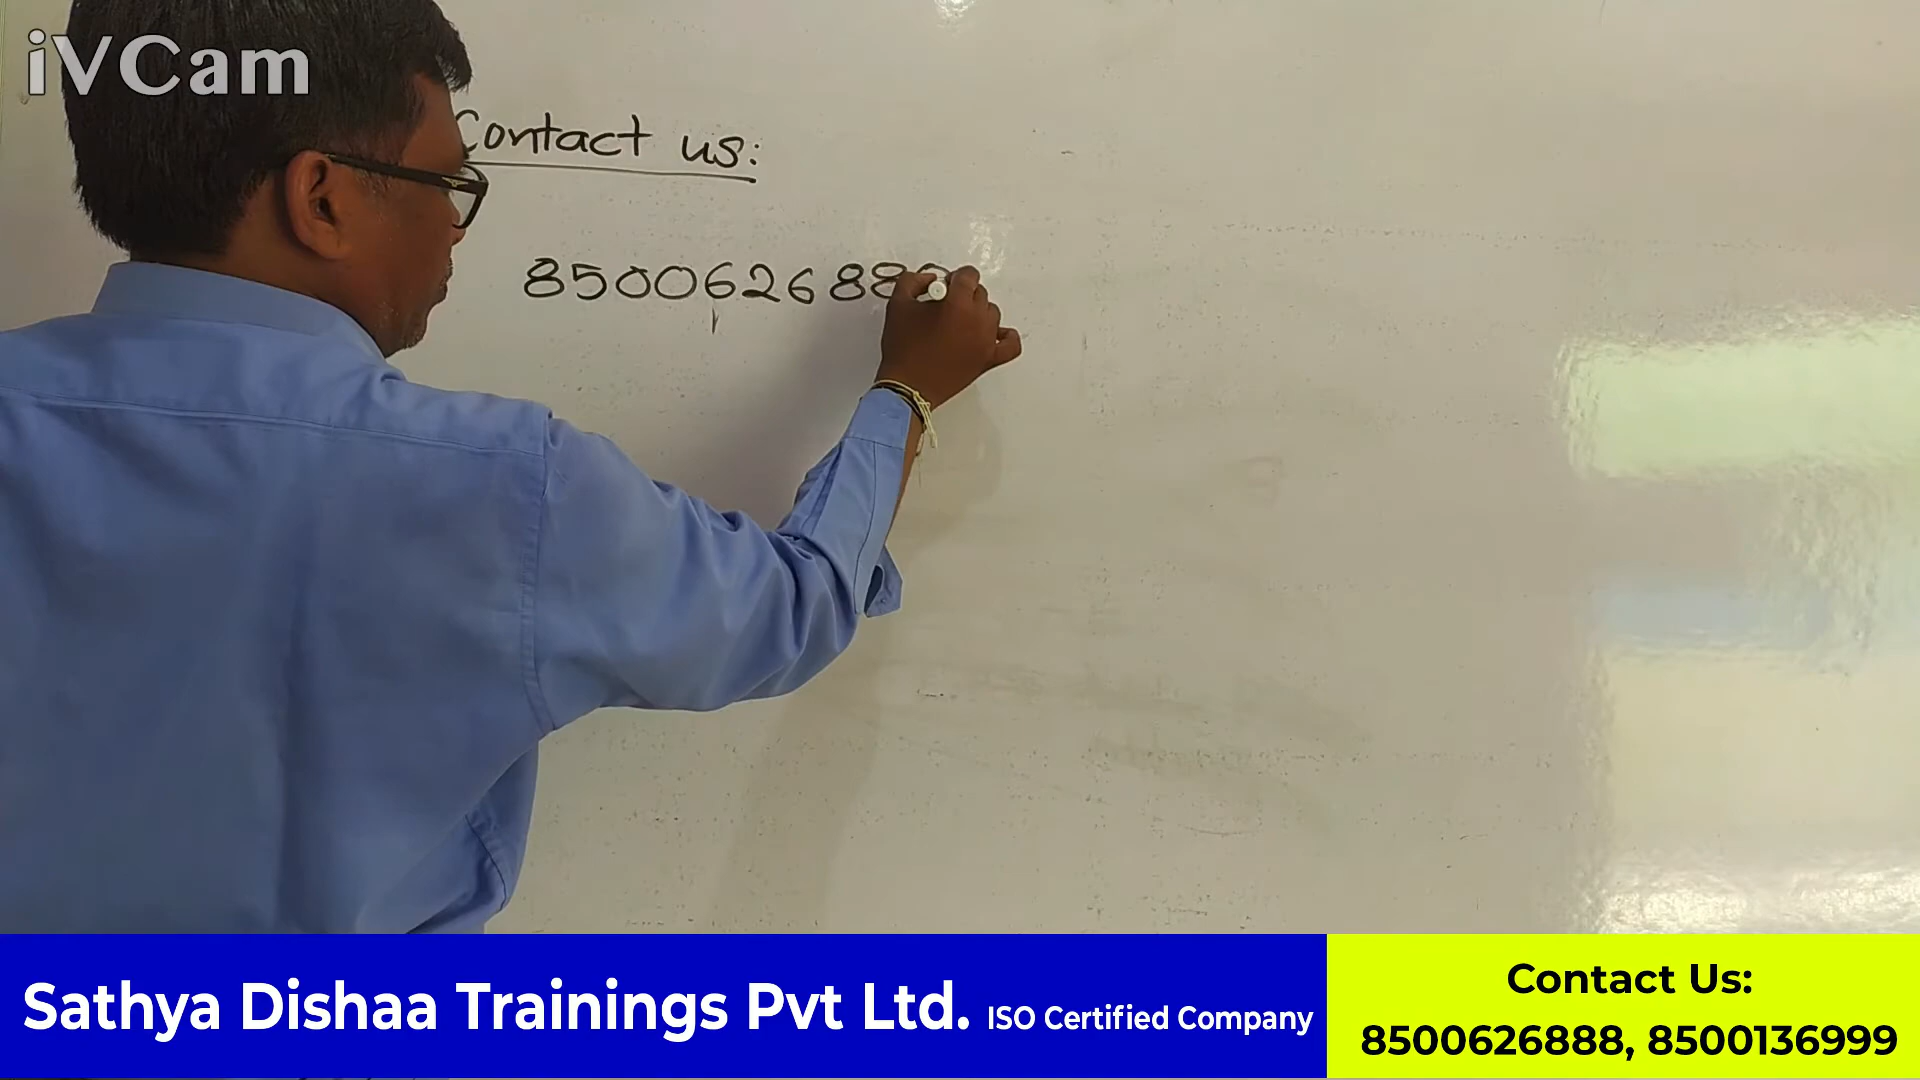 iVCam
Contact us:
8500626888
Sathya Dishaa Trainings Pvt Ltd. ISO Certified Company
Contact Us:
8500626888, 8500136999